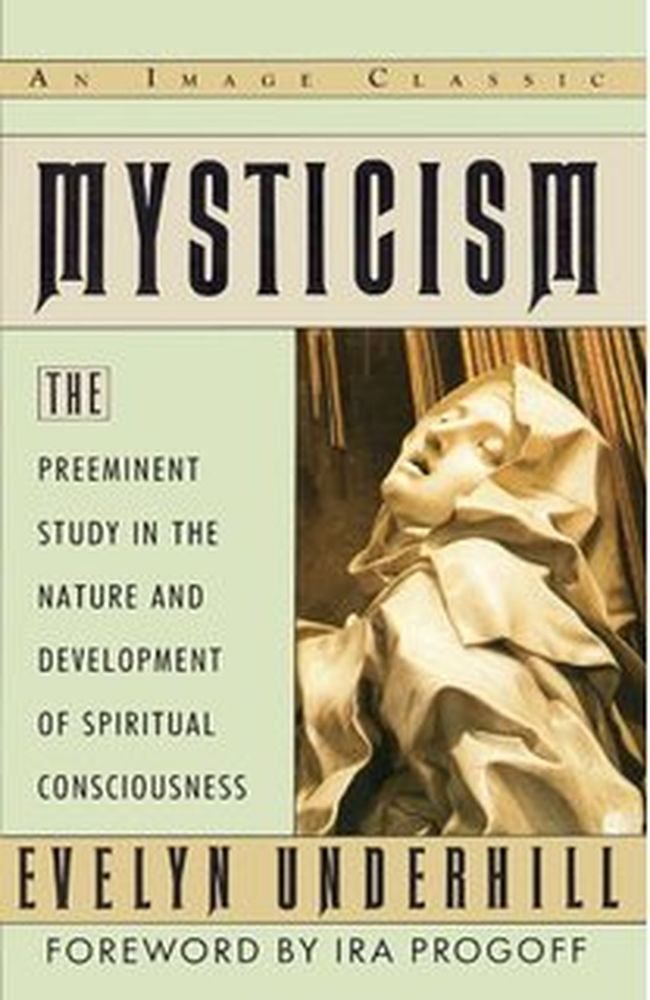 AN IMAGE CLASSIC
MYSTICISM
THE
PREEMINENT
STUDY IN THE
NATURE AND
DEVELOPMENT
OF SPIRITUAL
CONSCIOUSNESS
EVELYN UNDERHILL
FOREWORD BY IRA PROGOFF